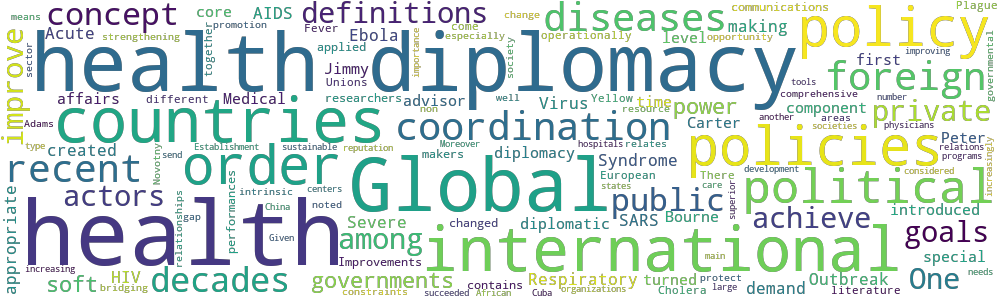 means concept core AIDS definitions Fever change communications Plague
strengthening Acute promotion together Ebola come especially operationally diseases making opportunity policy
improve sector health diplomacy applied Jimmy Unions importance society level first improving governmental
affairs different Medical researchers advisor well Virus Yellow time power foreign tools comprehensive number
Adams countries non resource component another areas private
type created coordination Carter societies physicians
recent Novotny send Establishment sustainable reputation order makers Moreover diplomacy hospitals relates Syndrome policies Peter relations programs increasingly
appropriate actors relationships gap intrinsic China centers performances Global European states There care development considered political
health Given noted Severe changed diplomatic SARS public Bourne superior achieve introduced
among Improvements international main goals
increasing HIV bridging soft decades governments contains constraints succeeded African Cuba Respiratory organizations turned Cholera protect large demand Outbreak literature One special needs